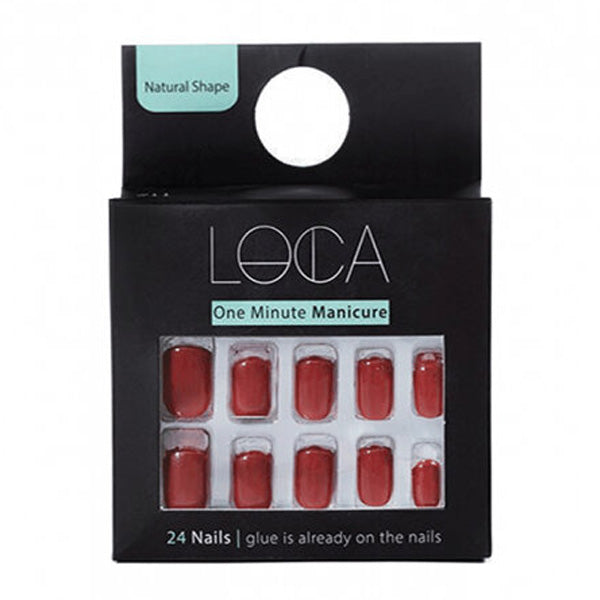 Natural Shape
LOCA
One Minute Manicure
24 Nails | glue is already on the nails